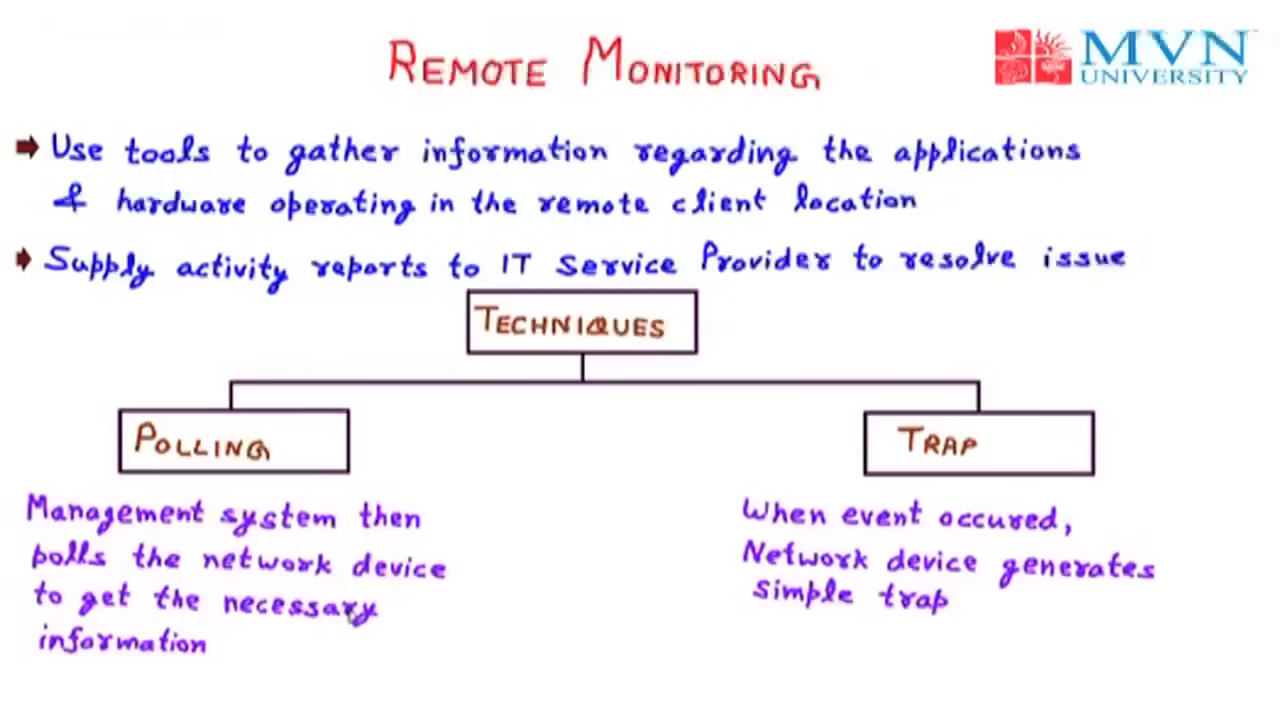 REMOTE MONITORING
MVN
UNIVERSITY
Use tools to gather information regarding the applications
& hardware operating in the remote client location
Supply activity reports to IT Service Provider to resolve issue
TECHNIQUES
POLLING
TRAP
Management system then
polls the network device
to get the necessary
information
When event occured,
Network device generates
simple trap